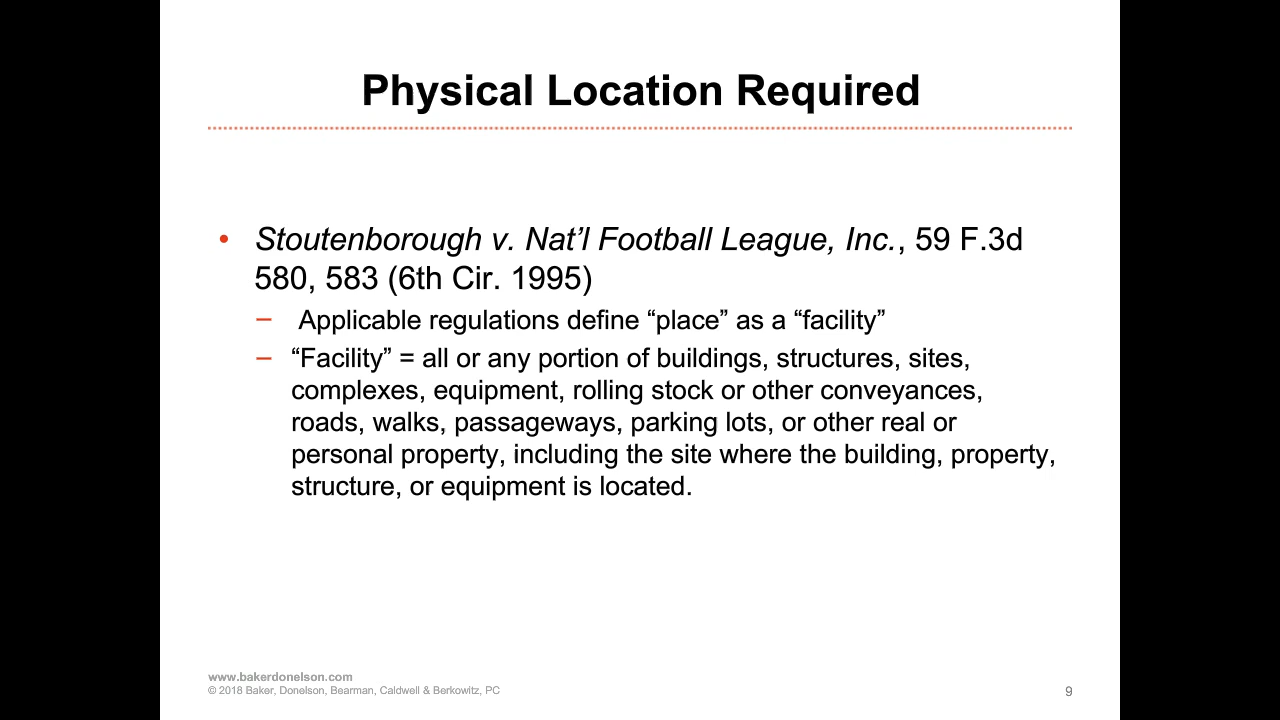 Physical Location Required
• Stoutenborough v. Nat’l Football League, Inc., 59 F.3d
580, 583 (6th Cir. 1995)
– Applicable regulations define “place” as a “facility”
– “Facility” = all or any portion of buildings, structures, sites,
complexes, equipment, rolling stock or other conveyances,
roads, walks, passageways, parking lots, or other real or
personal property, including the site where the building, property,
structure, or equipment is located.
www.bakerdonelson.com
© 2018 Baker, Donelson, Bearman, Caldwell & Berkowitz, PC
9